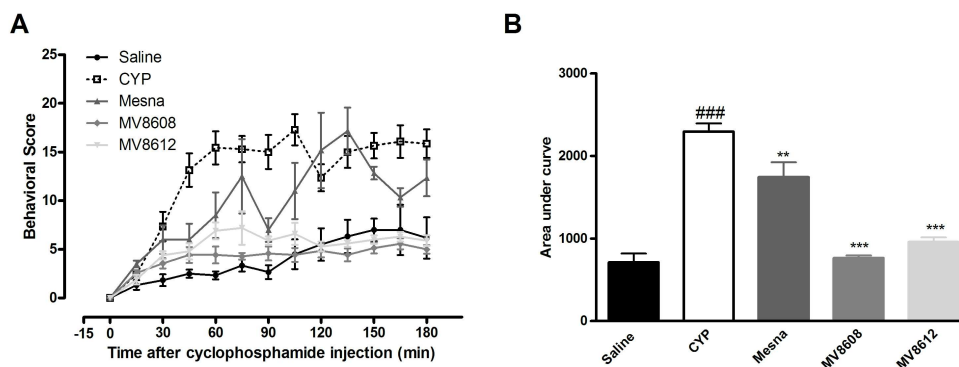 A
25
20
15
10
5
0
Behavioral Score
Saline
CYP
Mesna
MV8608
MV8612
-15 0 30 60 90 120 150 180
Time after cyclophosphamide injection (min)
B
3000
2000
1000
0
Area under curve
###
**
***
***
Saline
CYP
Mesna
MV8608
MV8612